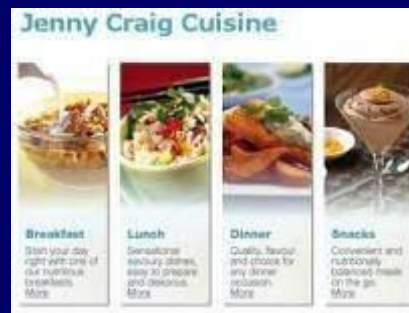 Jenny Craig Cuisine
Breakfast
Start your day
right with one of
our nutritious
breakfasts.
More
Lunch
Sensational
savoury dishes,
easy to prepare
and delicious.
More
Dinner
Quality, flavour
and choice for
any dinner
occasion.
More
Snacks
Convenient and
nutritionally
balanced meals
on the go.
More